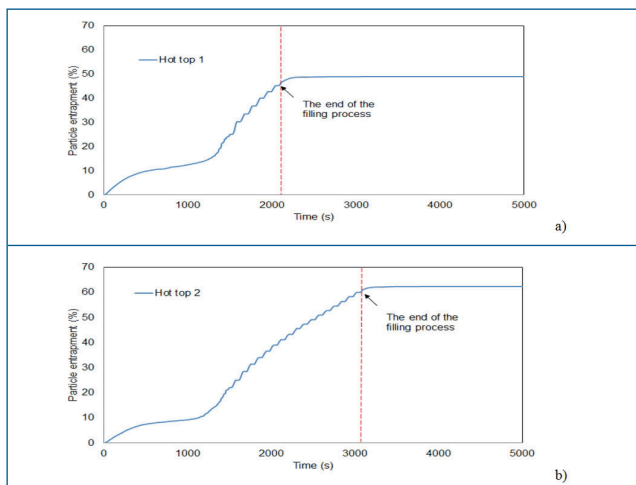 70
60
50
40
30
20
10
0
Particle entrapment (%)
Hot top 1
The end of the
filling process
0 1000 2000 3000 4000 5000
Time (s)
a)
70
60
50
40
30
20
10
0
Particle entrapment (%)
Hot top 2
The end of the
filling process
0 1000 2000 3000 4000 5000
Time (s)
b)